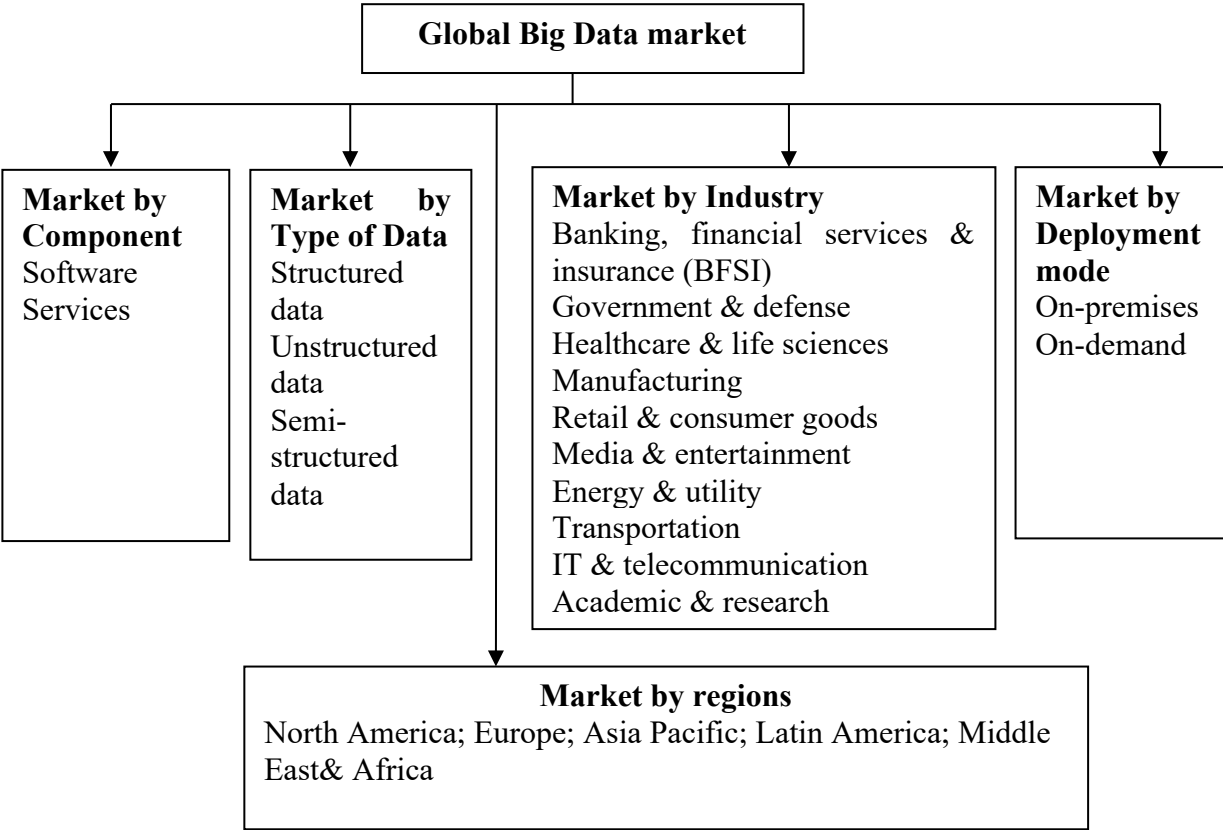 Global Big Data market
Market by
Component
Software
Services
Market by
Type of Data
Structured
data
Unstructured
data
Semi-
structured
data
Market by Industry
Banking, financial services &
insurance (BFSI)
Government & defense
Healthcare & life sciences
Manufacturing
Retail & consumer goods
Media & entertainment
Energy & utility
Transportation
IT & telecommunication
Academic & research
Market by
Deployment
mode
On-premises
On-demand
Market by regions
North America; Europe; Asia Pacific; Latin America; Middle
East& Africa